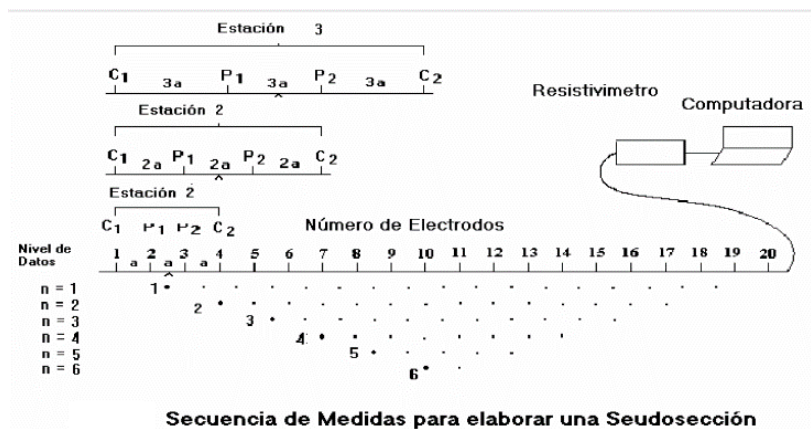 Estación 3
C1 3a P1 3a P2 3a C2
Resistivimetro
Computadora
Estación 2
C1 2a P1 2a P2 2a C2
Estación 2
C1 P1 P2 C2
Número de Electrodos
Nivel de Datos
1 2 3 4 5 6 7 8 9 10 11 12 13 14 15 16 17 18 19 20
a a a
n = 1 1
n = 2 2
n = 3 3
n = 4 4
n = 5 5
n = 6 6
Secuencia de Medidas para elaborar una Seudosección